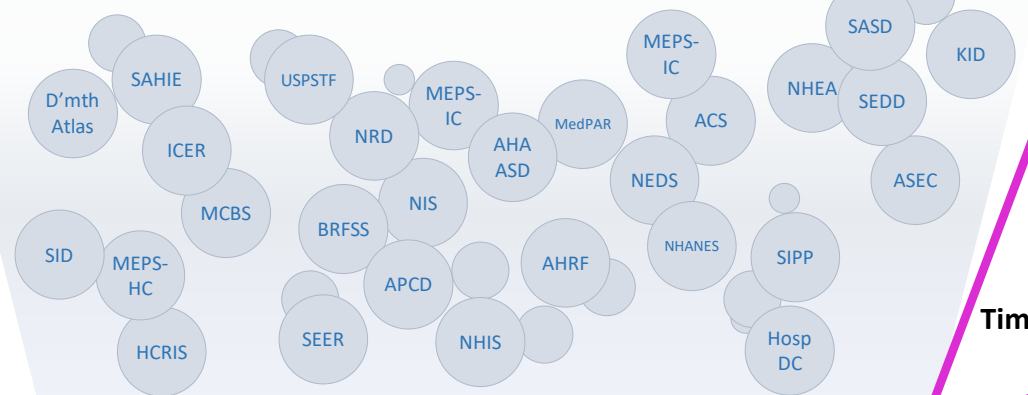 SASD
MEPS-
IC
KID
SAHIE
USPSTF
NHEA
D’mth
Atlas
MEPS-
IC
SEDD
MedPAR
ACS
NRD
AHA
ASD
ICER
NEDS
ASEC
NIS
MCBS
BRFSS
NHANES
SID
MEPS-
HC
AHRF
SIPP
APCD
Tim
SEER
NHIS
Hosp
DC
HCRIS